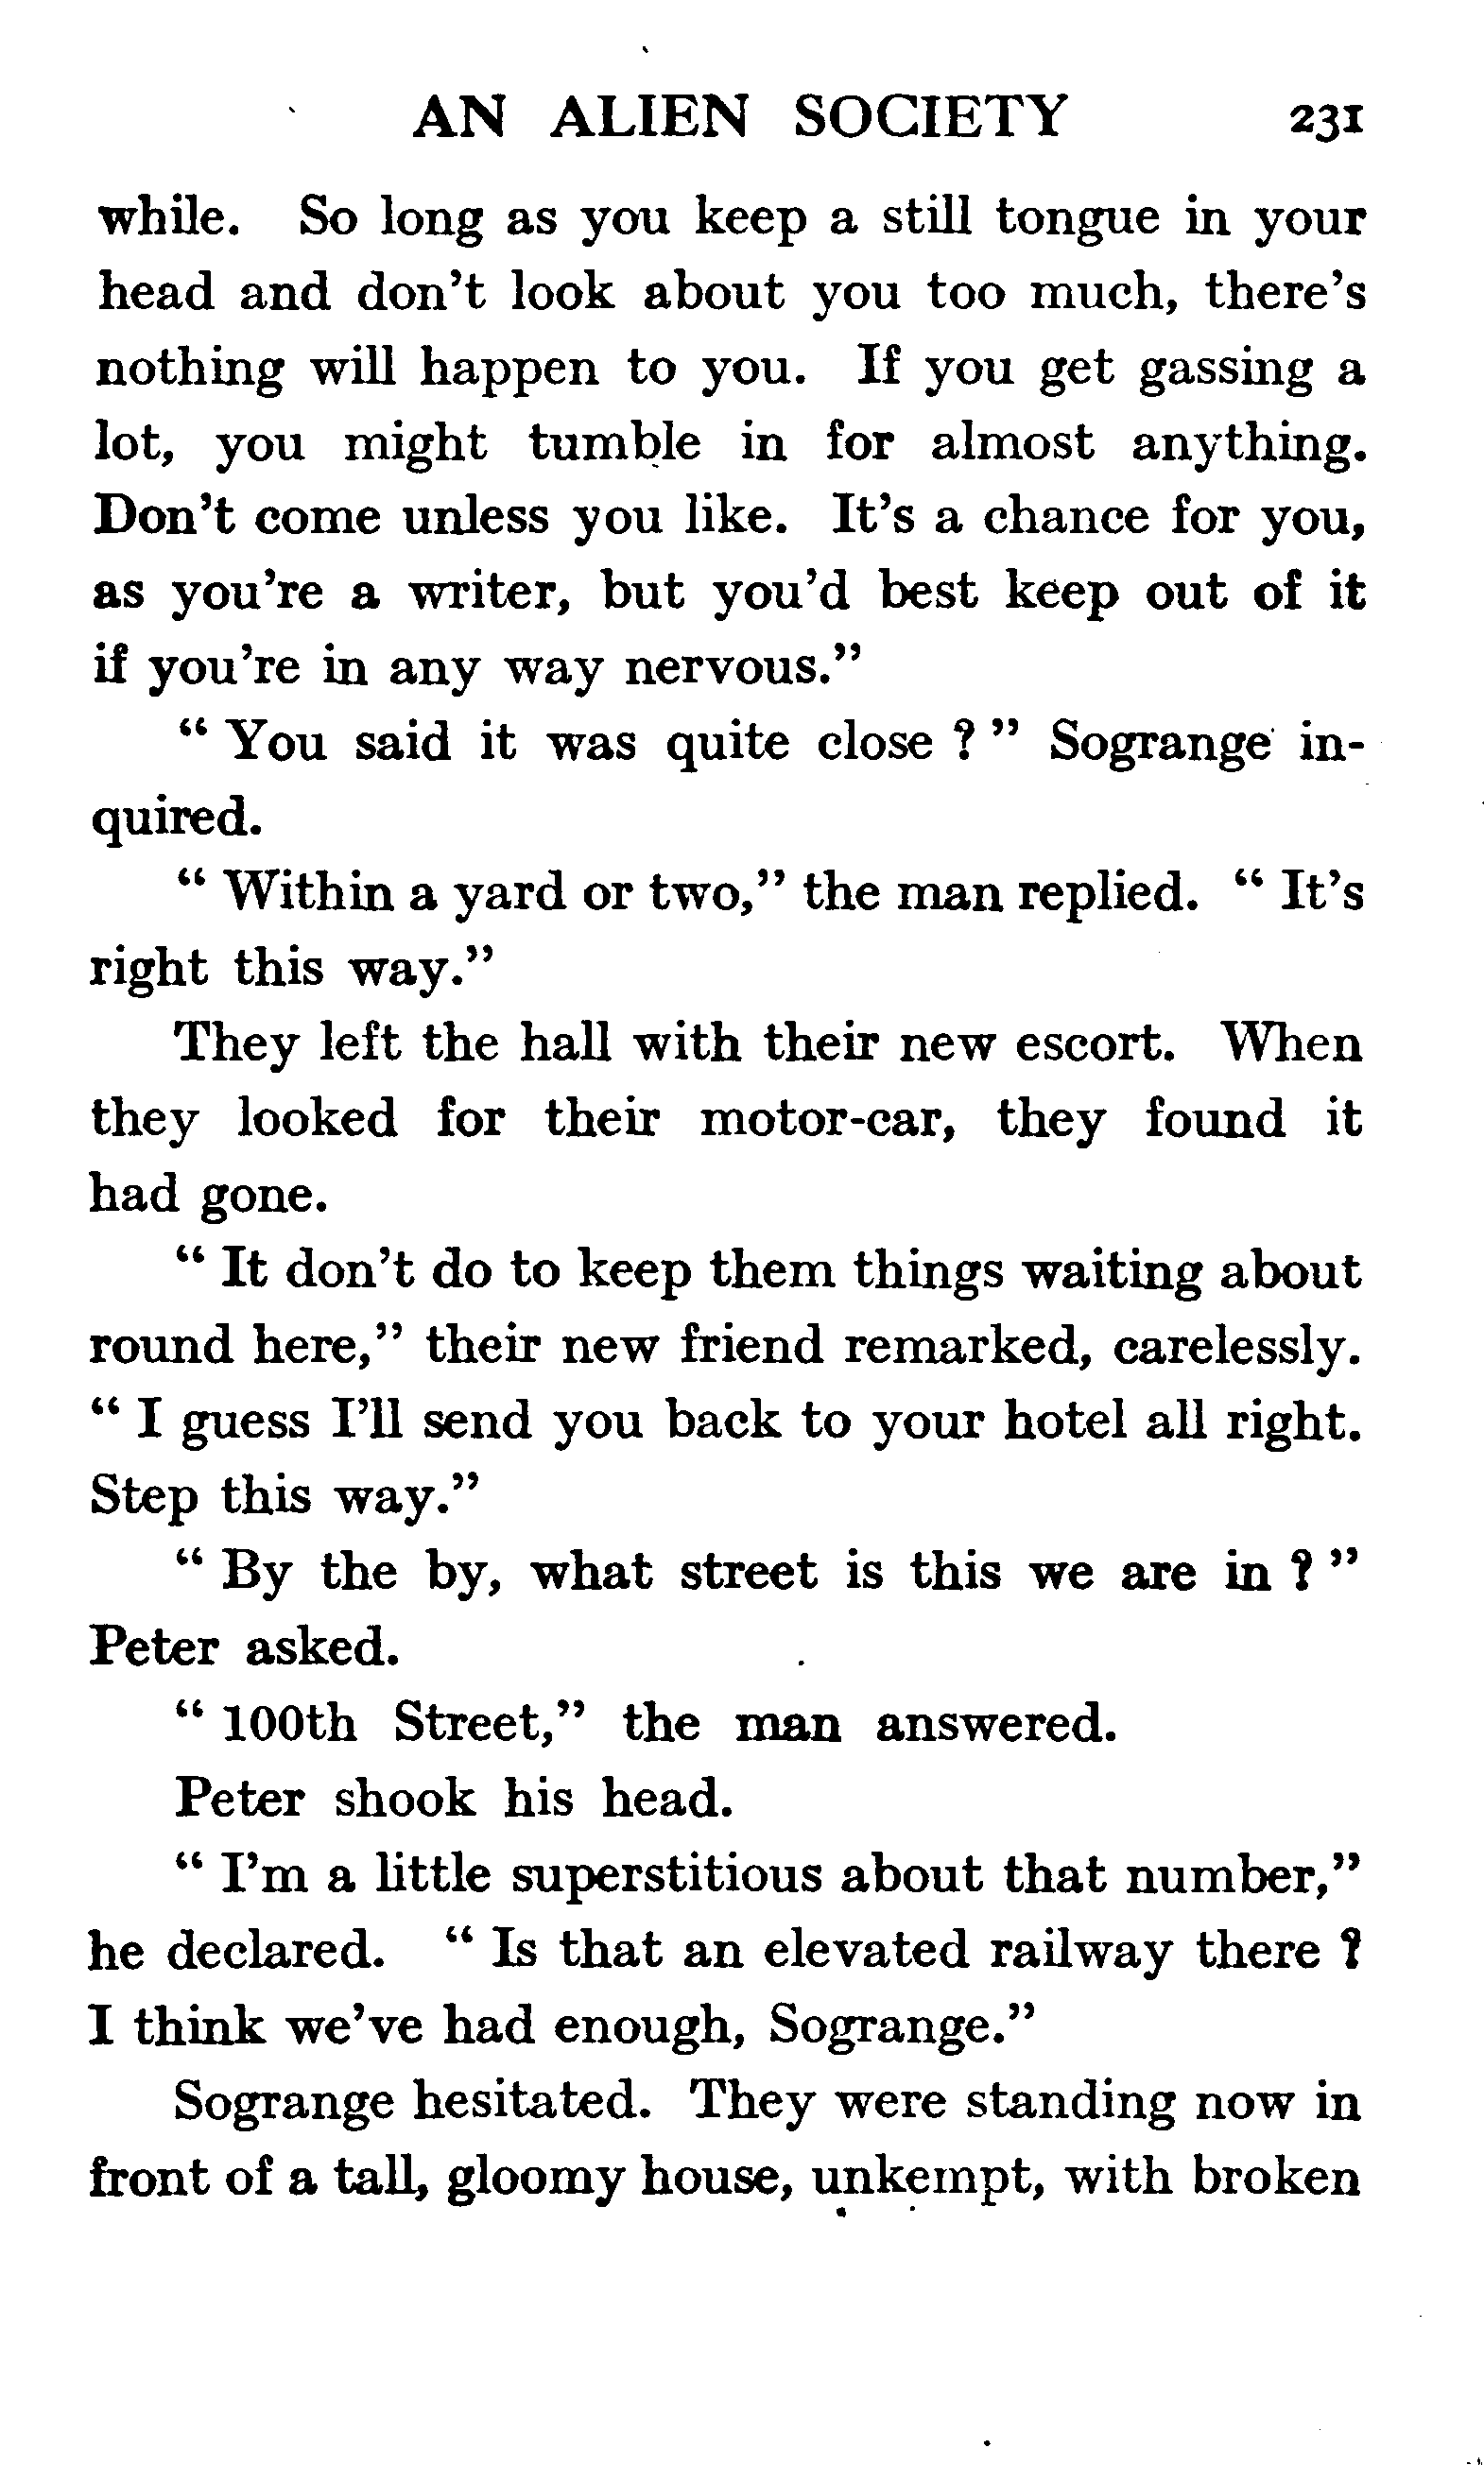 AN ALIEN SOCIETY 231
while. So long as you keep a still tongue in your
head and don't look about you too much, there's
nothing will happen to you. If you get gassing a
lot, you might tumble in for almost anything.
Don't come unless you like. It's a chance for you,
as you're a writer, but you'd best keep out of it
if you're in any way nervous."
" You said it was quite close ? " Sogrange in-
quired.
" Within a yard or two," the man replied. " It's
right this way."
They left the hall with their new escort. When
they looked for their motor-car, they found it
had gone.
" It don't do to keep them things waiting about
round here," their new friend remarked, carelessly.
" I guess I'll send you back to your hotel all right.
Step this way."
" By the by, what street is this we are in ? "
Peter asked.
" 100th Street," the man answered.
Peter shook his head.
" I'm a little superstitious about that number,"
he declared. " Is that an elevated railway there ?
I think we've had enough, Sogrange."
Sogrange hesitated. They were standing now in
front of a tall, gloomy house, unkempt, with broken